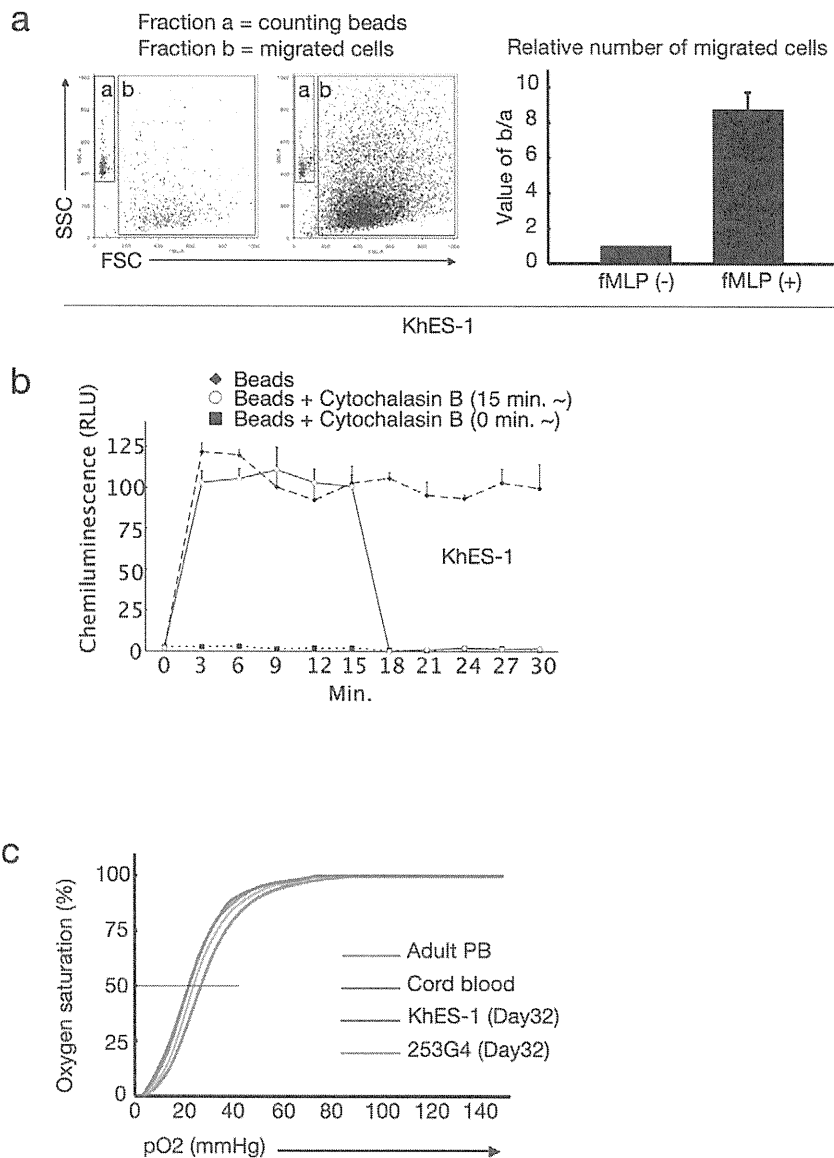 a
Fraction a = counting beads
Fraction b = migrated cells
Relative number of migrated cells
a b
a b
SSC
FSC
Value of b/a
10
8
6
4
2
0
fMLP (-) fMLP (+)
KhES-1
b
Beads
Beads + Cytochalasin B (15 min. ~)
Beads + Cytochalasin B (0 min. ~)
Chemiluminescence (RLU)
125
100
75
50
25
0
KhES-1
0 3 6 9 12 15 18 21 24 27 30
Min.
c
Oxygen saturation (%)
100
75
50
25
0
Adult PB
Cord blood
KhES-1 (Day32)
253G4 (Day32)
0 20 40 60 80 100 120 140
pO2 (mmHg)